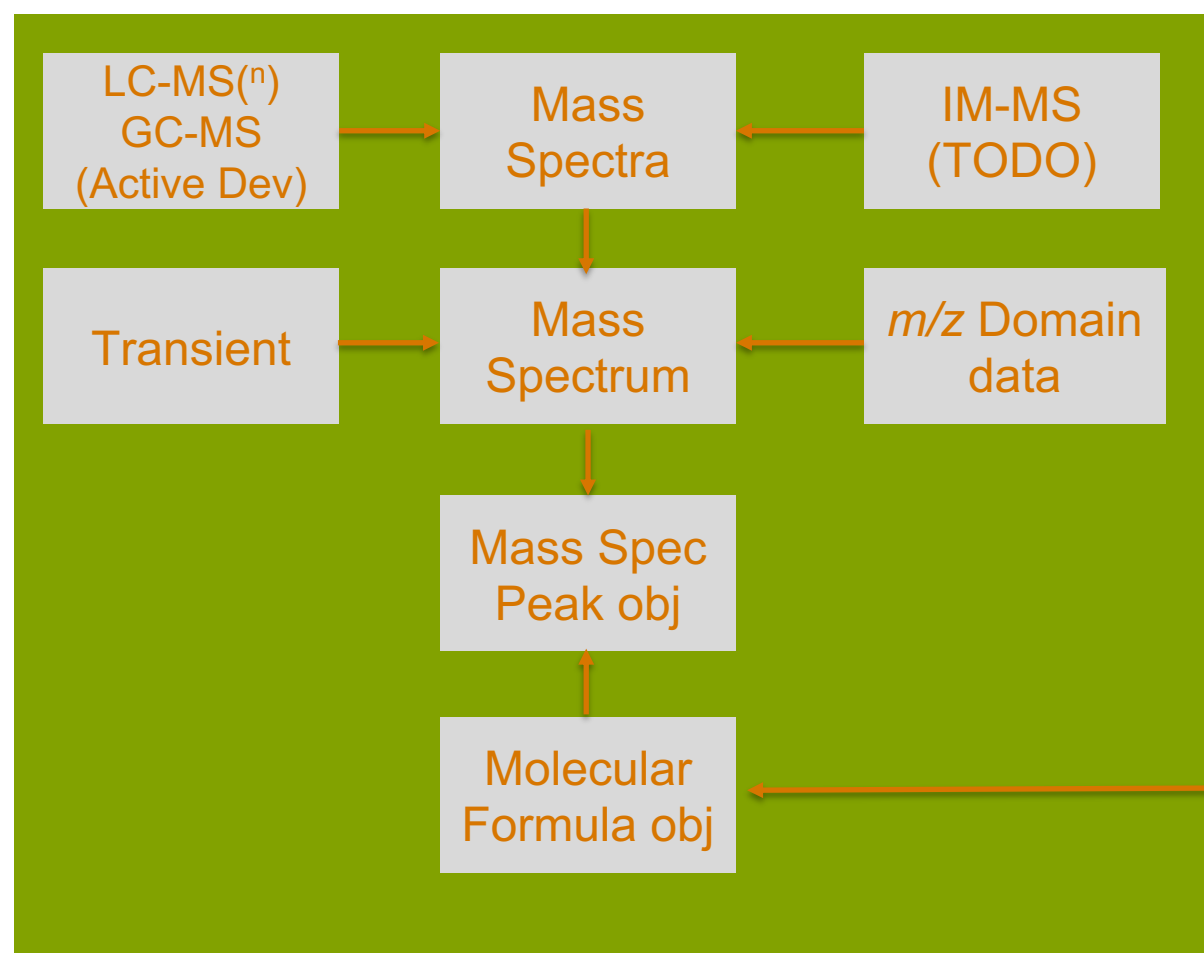 LC-MS(ⁿ)
GC-MS
(Active Dev)
Mass
Spectra
IM-MS
(TODO)
Transient
Mass
Spectrum
m/z Domain
data
Mass Spec
Peak obj
Molecular
Formula obj